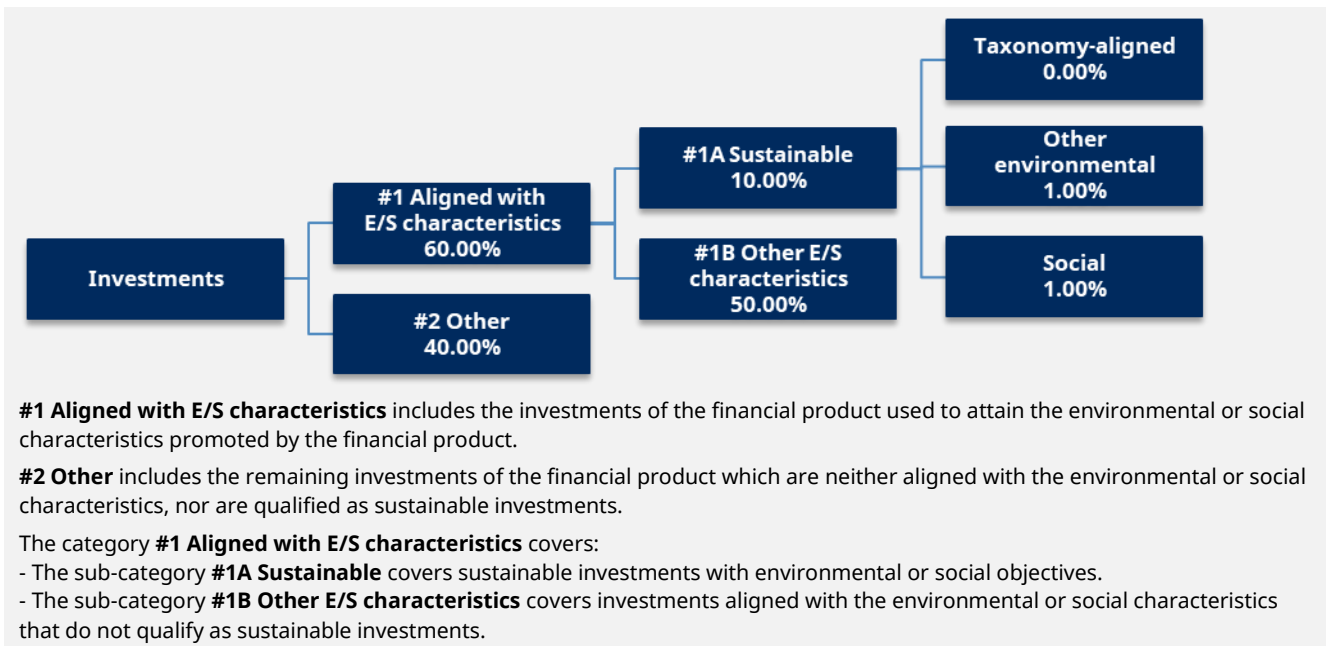 Investments
#1 Aligned with
E/S characteristics
60.00%
#2 Other
40.00%
#1A Sustainable
10.00%
#1B Other E/S
characteristics
50.00%
Taxonomy-aligned
0.00%
Other
environmental
1.00%
Social
1.00%
#1 Aligned with E/S characteristics includes the investments of the financial product used to attain the environmental or social
characteristics promoted by the financial product.
#2 Other includes the remaining investments of the financial product which are neither aligned with the environmental or social
characteristics, nor are qualified as sustainable investments.
The category #1 Aligned with E/S characteristics covers:
- The sub-category #1A Sustainable covers sustainable investments with environmental or social objectives.
- The sub-category #1B Other E/S characteristics covers investments aligned with the environmental or social characteristics
that do not qualify as sustainable investments.